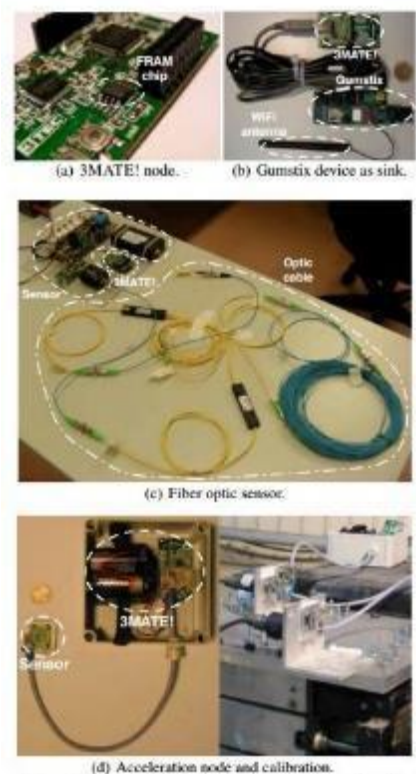 FRAM
chip
3MATE!
Gumstix
WiFi
antenna
(a) 3MATE! node.
(b) Gumstix device as sink.
Optic
cable
3MATE!
Sensor
(c) Fiber optic sensor.
3MATE!
Sensor
(d) Acceleration node and calibration.